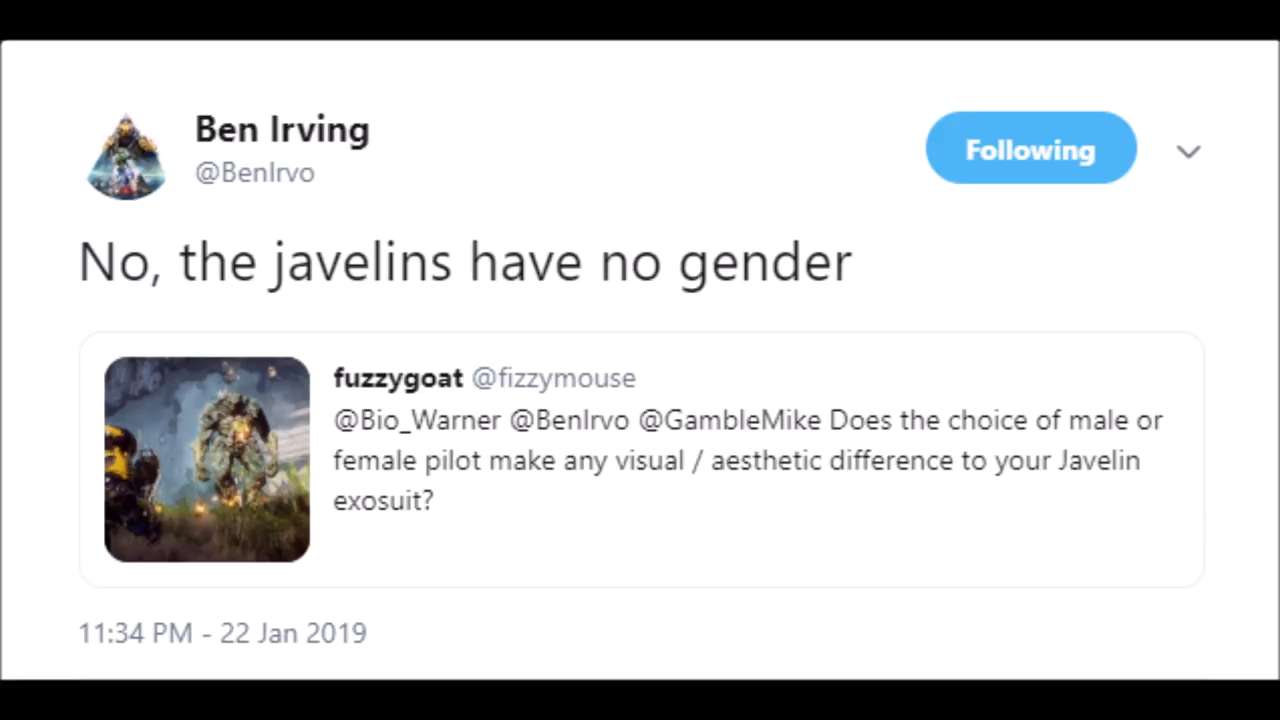 Ben Irving
@BenIrvo
Following
No, the javelins have no gender
fuzzygoat @fizzymouse
@Bio_Warner @BenIrvo @GambleMike Does the choice of male or
female pilot make any visual / aesthetic difference to your Javelin
exosuit?
11:34 PM - 22 Jan 2019